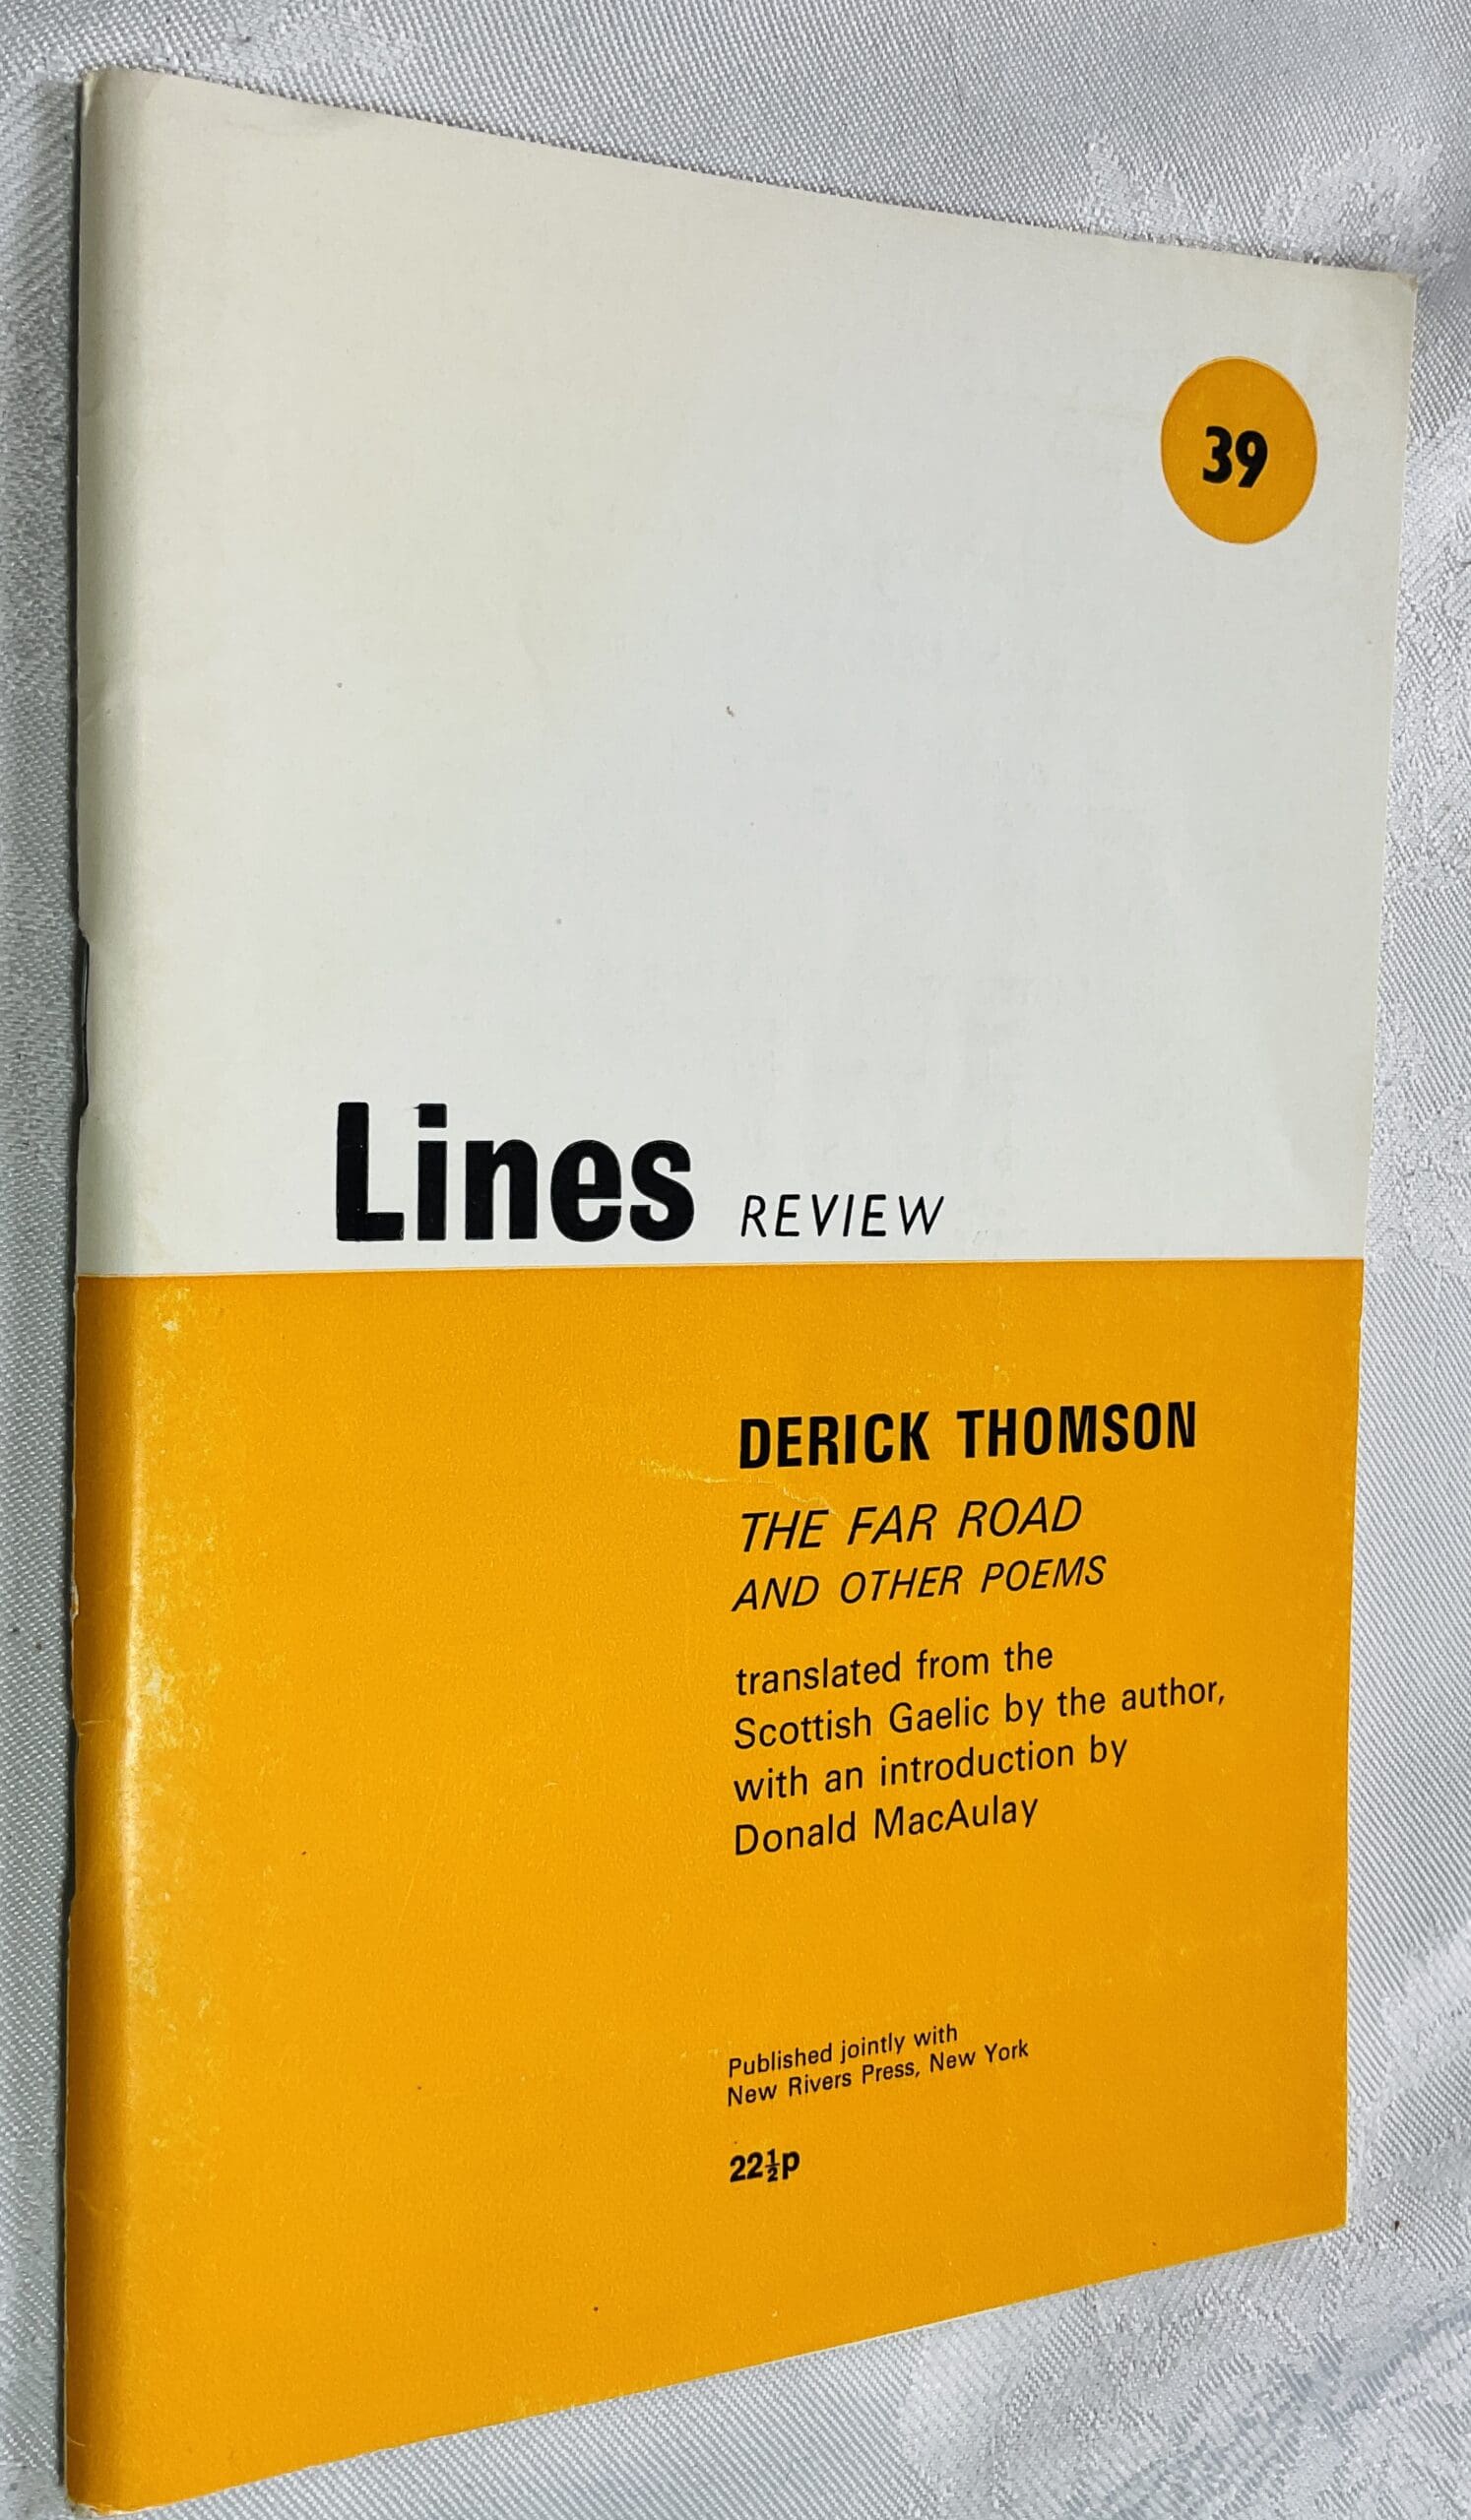 39
Lines REVIEW
DERICK THOMSON
THE FAR ROAD
AND OTHER POEMS
translated from the
Scottish Gaelic by the author,
with an introduction by
Donald MacAulay
Published jointly with
New Rivers Press, New York
22½p